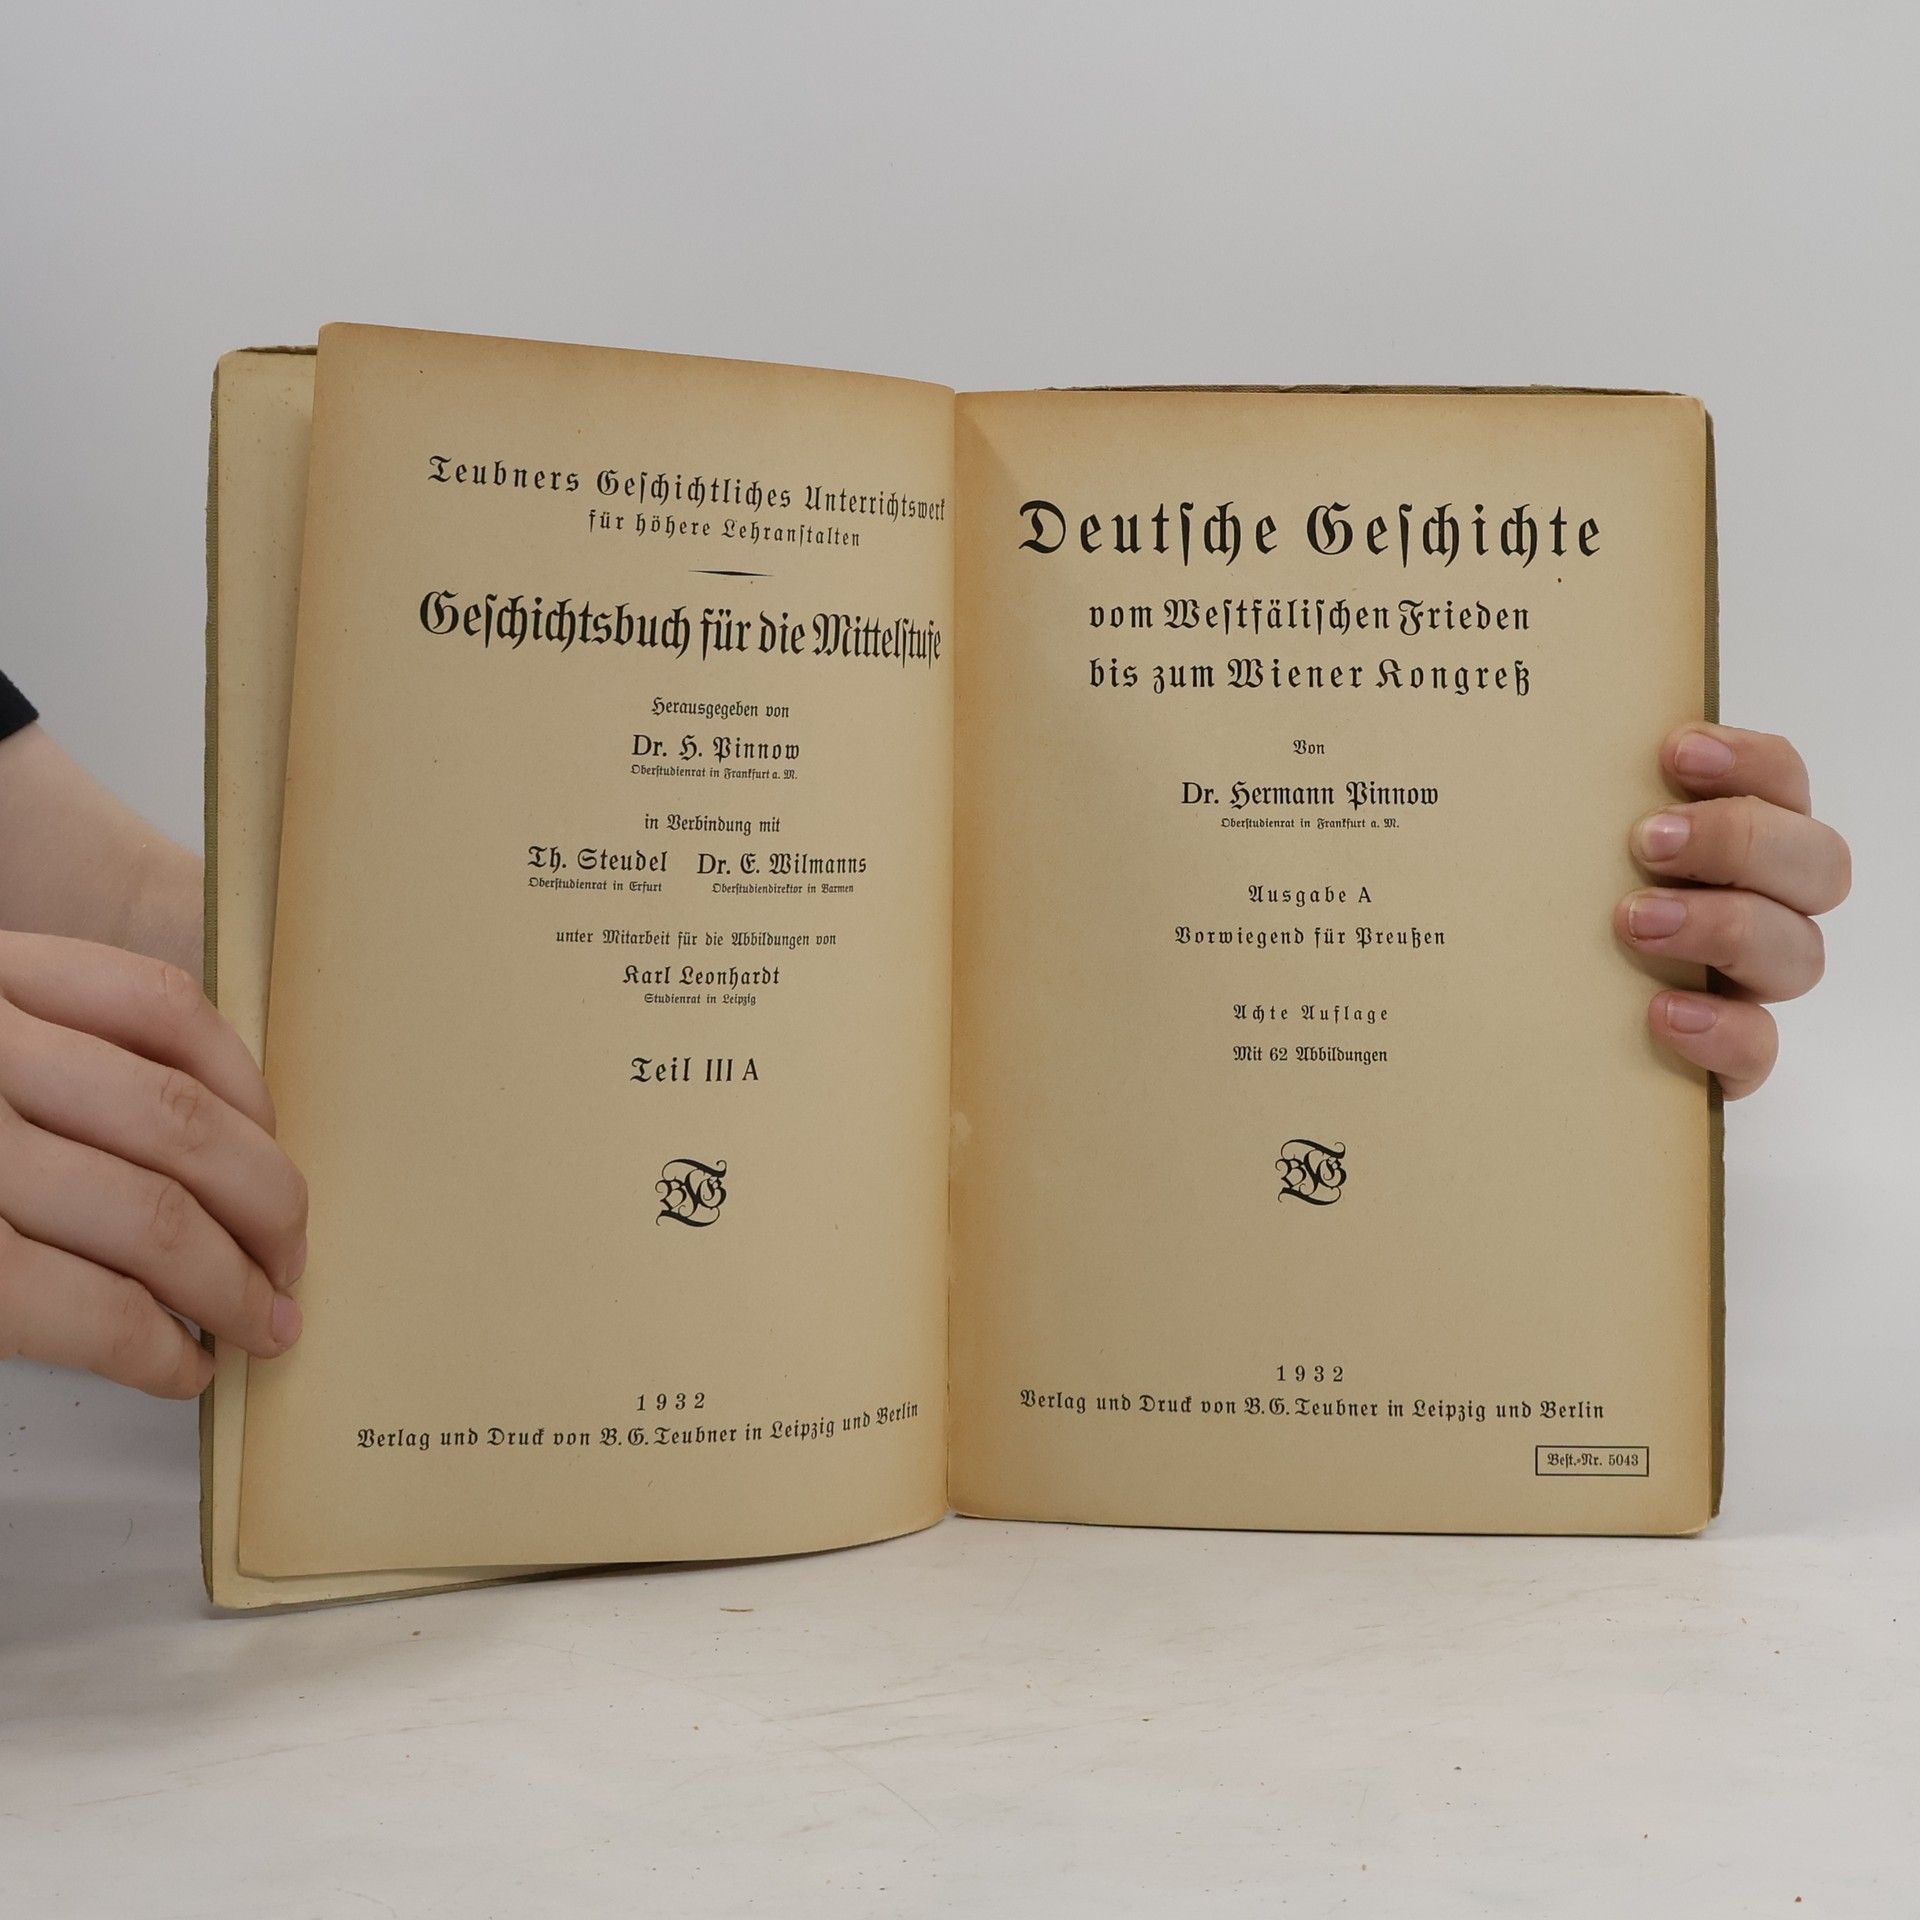 Teubners Geschichtliches Unterrichtswerk
für höhere Lehranstalten
Geschichtsbuch für die Mittelstufe
Herausgegeben von
Dr. H. Pinnow
Oberstudienrat in Frankfurt a. M.
in Verbindung mit
Th. Steudel Dr. E. Wilmanns
Oberstudienrat in Erfurt Oberstudiendirektor in Barmen
unter Mitarbeit für die Abbildungen von
Karl Leonhardt
Studienrat in Leipzig
Teil III A
BGT
1932
Verlag und Druck von B. G. Teubner in Leipzig und Berlin
Deutsche Geschichte
vom Westfälischen Frieden
bis zum Wiener Kongreß
Von
Dr. Hermann Pinnow
Oberstudienrat in Frankfurt a. M.
Ausgabe A
Vorwiegend für Preußen
Achte Auflage
Mit 62 Abbildungen
BGT
1932
Verlag und Druck von B. G. Teubner in Leipzig und Berlin
Best.-Nr. 5043